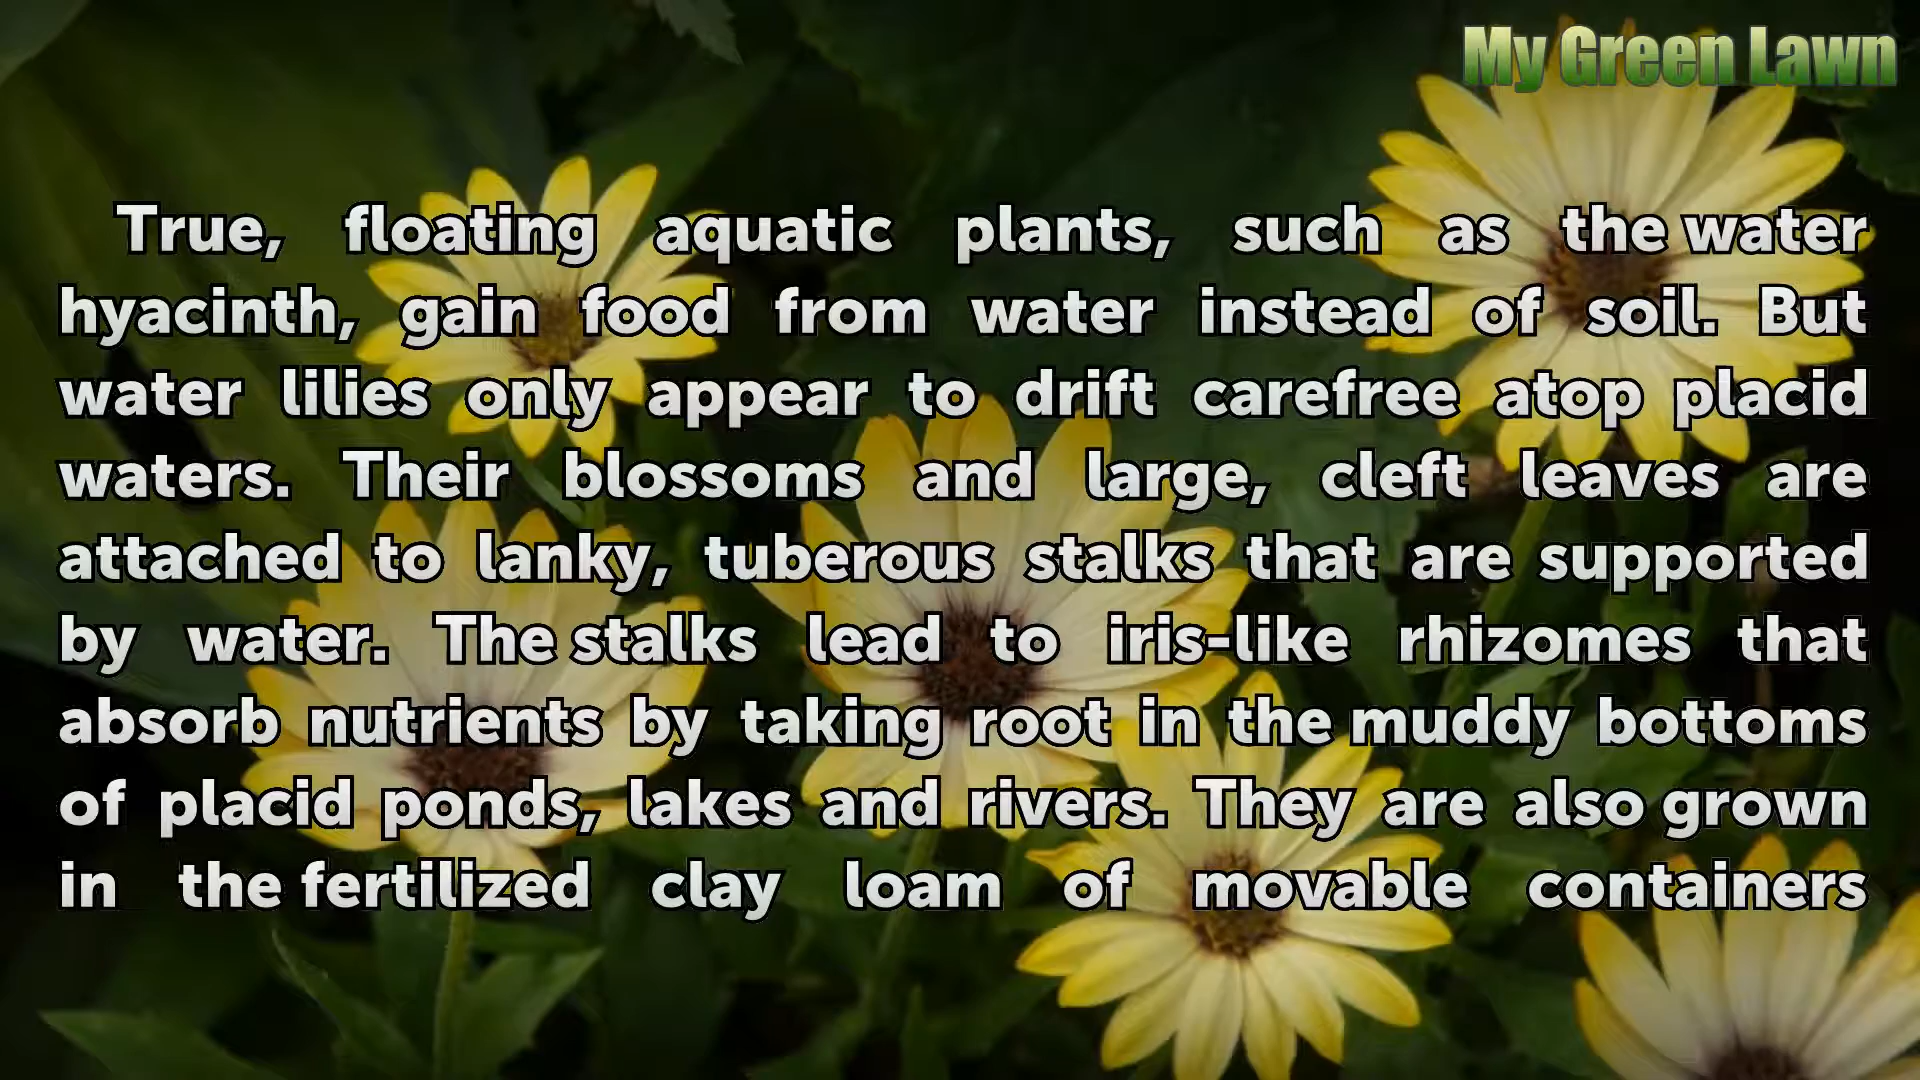 My Green Lawn
True, floating aquatic plants, such as the water
hyacinth, gain food from water instead of soil. But
water lilies only appear to drift carefree atop placid
waters. Their blossoms and large, cleft leaves are
attached to lanky, tuberous stalks that are supported
by water. The stalks lead to iris-like rhizomes that
absorb nutrients by taking root in the muddy bottoms
of placid ponds, lakes and rivers. They are also grown
in the fertilized clay loam of movable containers